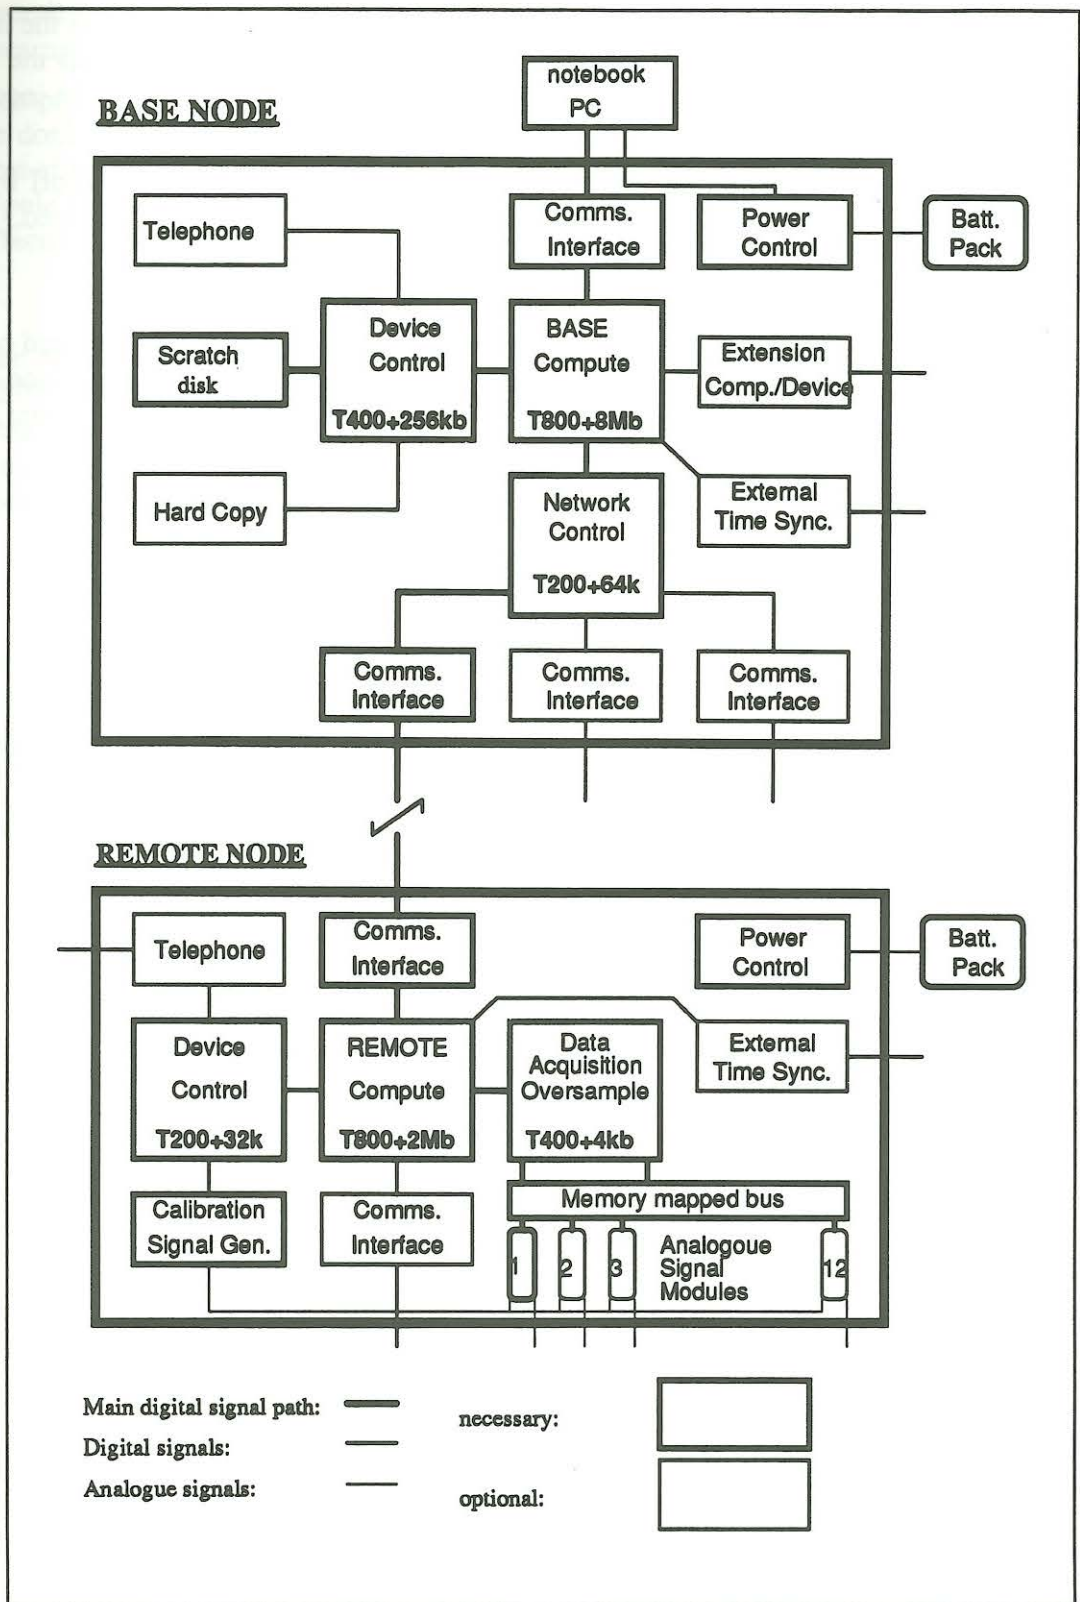 notebook
PC
BASE NODE
Telephone
Comms.
Interface
Power
Control
Batt.
Pack
Scratch
disk
Device
Control
T400+256kb
BASE
Compute
T800+8Mb
Extension
Comp./Device
Hard Copy
Network
Control
T200+64k
External
Time Sync.
Comms.
Interface
Comms.
Interface
Comms.
Interface
REMOTE NODE
Telephone
Comms.
Interface
Power
Control
Batt.
Pack
Device
Control
T200+32k
REMOTE
Compute
T800+2Mb
Data
Acquisition
Oversample
T400+4kb
External
Time Sync.
Calibration
Signal Gen.
Comms.
Interface
Memory mapped bus
1
2
3
Analogoue
Signal
Modules
12
Main digital signal path:
Digital signals:
Analogue signals:
necessary:
optional: